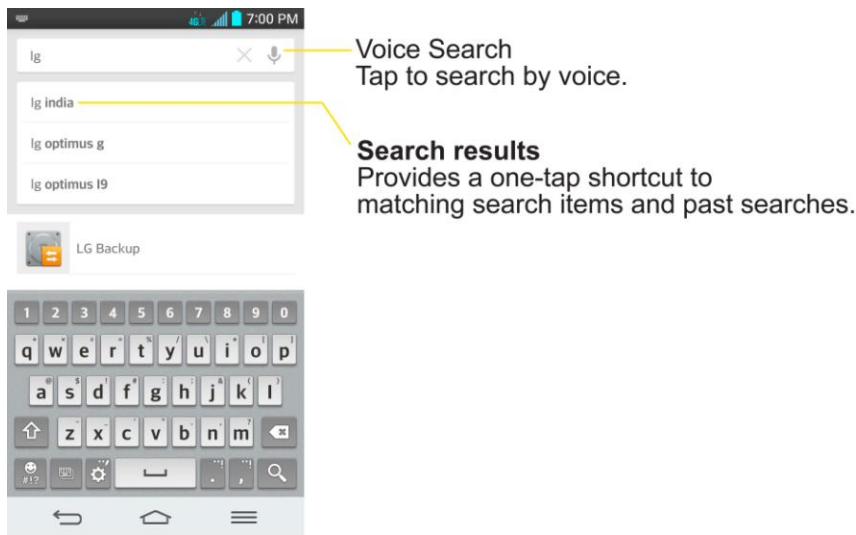 4G 7:00 PM
lg
Voice Search
Tap to search by voice.
lg india
lg optimus g
lg optimus l9
Search results
Provides a one-tap shortcut to
matching search items and past searches.
LG Backup
1 2 3 4 5 6 7 8 9 0
q w e r t y u i o p
a s d f g h j k l
z x c v b n m
#!? . ,